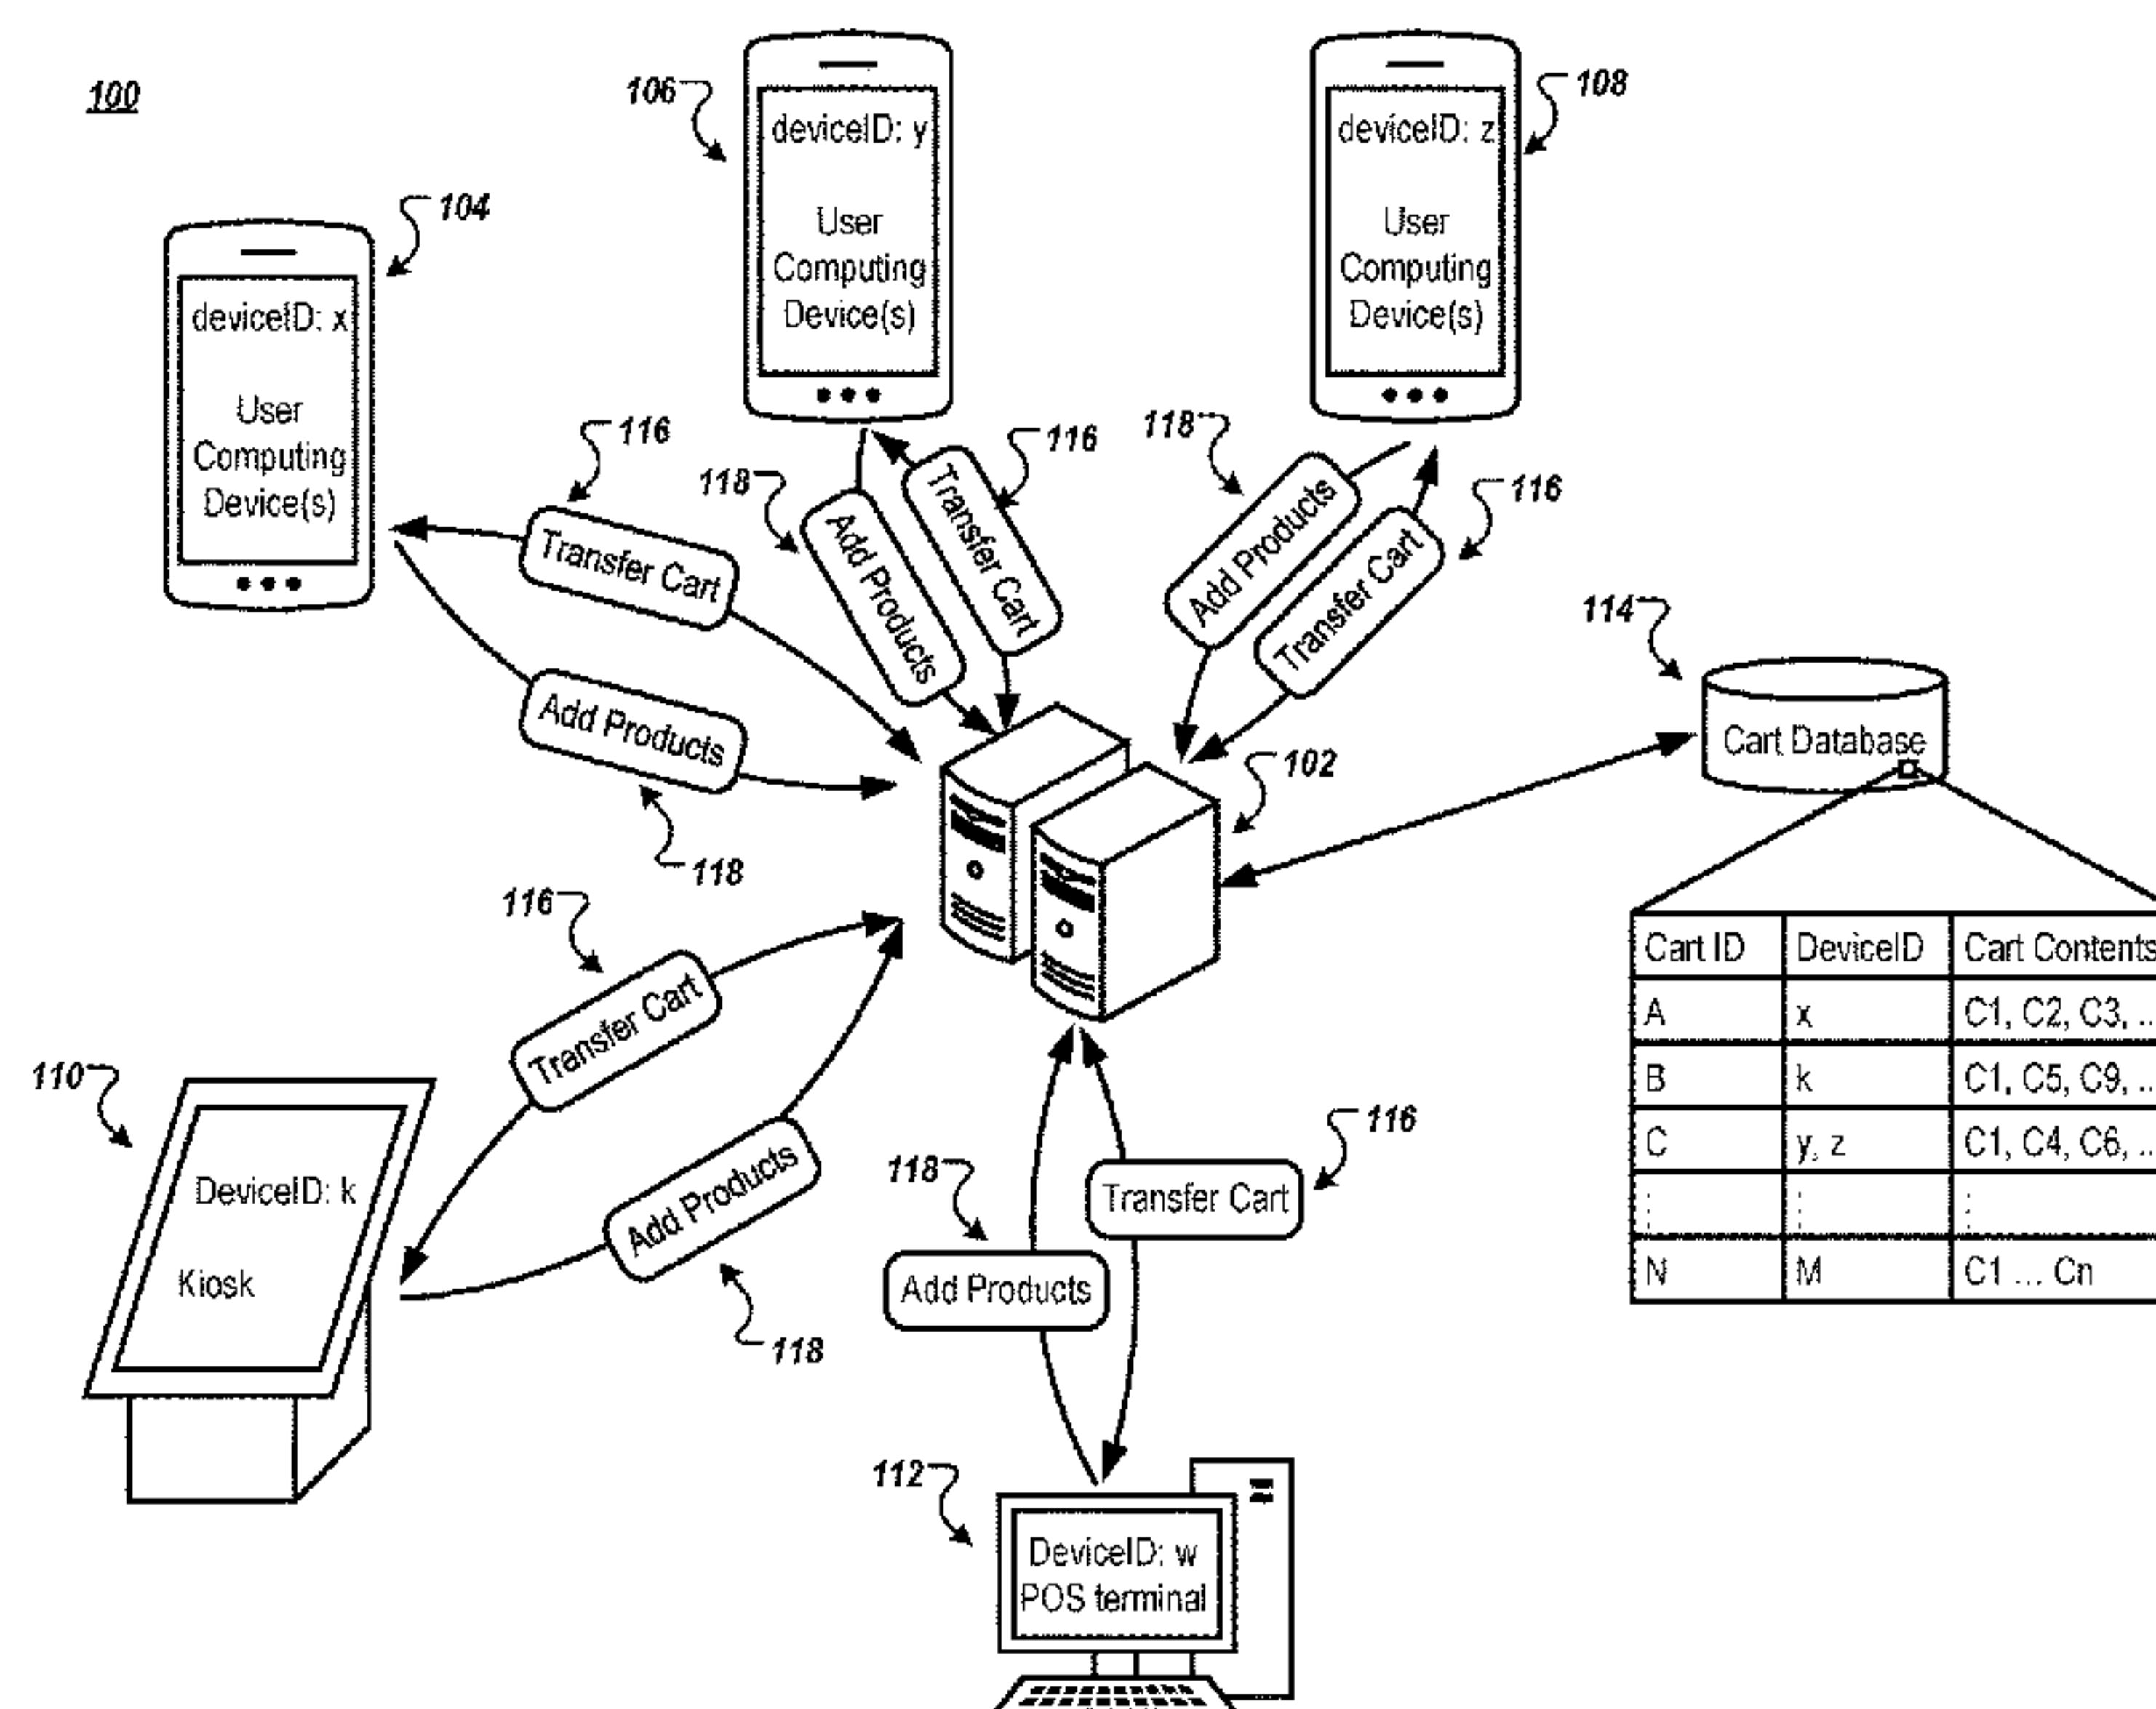 100
106
deviceID: y
User
Computing
Device(s)
108
deviceID: z
User
Computing
Device(s)
104
deviceID: x
User
Computing
Device(s)
116
Transfer Cart
118
Add Products
118
Add Products
116
Transfer Cart
118
Add Products
116
Transfer Cart
102
114
Cart Database
Cart ID DeviceID Cart Contents
A x C1, C2, C3, ..
B k C1, C5, C9, ..
C y, z C1, C4, C6, ..
: : :
N M C1 ... Cn
116
Transfer Cart
118
Add Products
110
DeviceID: k
Kiosk
118
Add Products
116
Transfer Cart
112
DeviceID: w
POS terminal